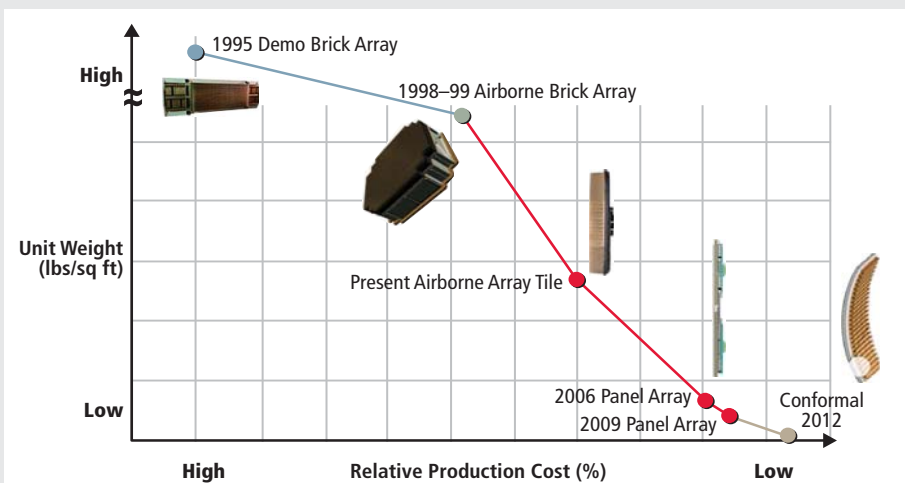 1995 Demo Brick Array
High
1998–99 Airborne Brick Array
Unit Weight
(lbs/sq ft)
Present Airborne Array Tile
2006 Panel Array
Conformal
2012
Low
2009 Panel Array
High
Relative Production Cost (%)
Low